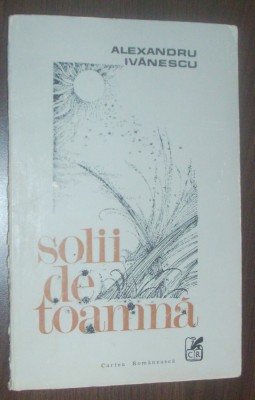 ALEXANDRU
IVĂNESCU
solii
de
toamnă
Cartea Românească
CR